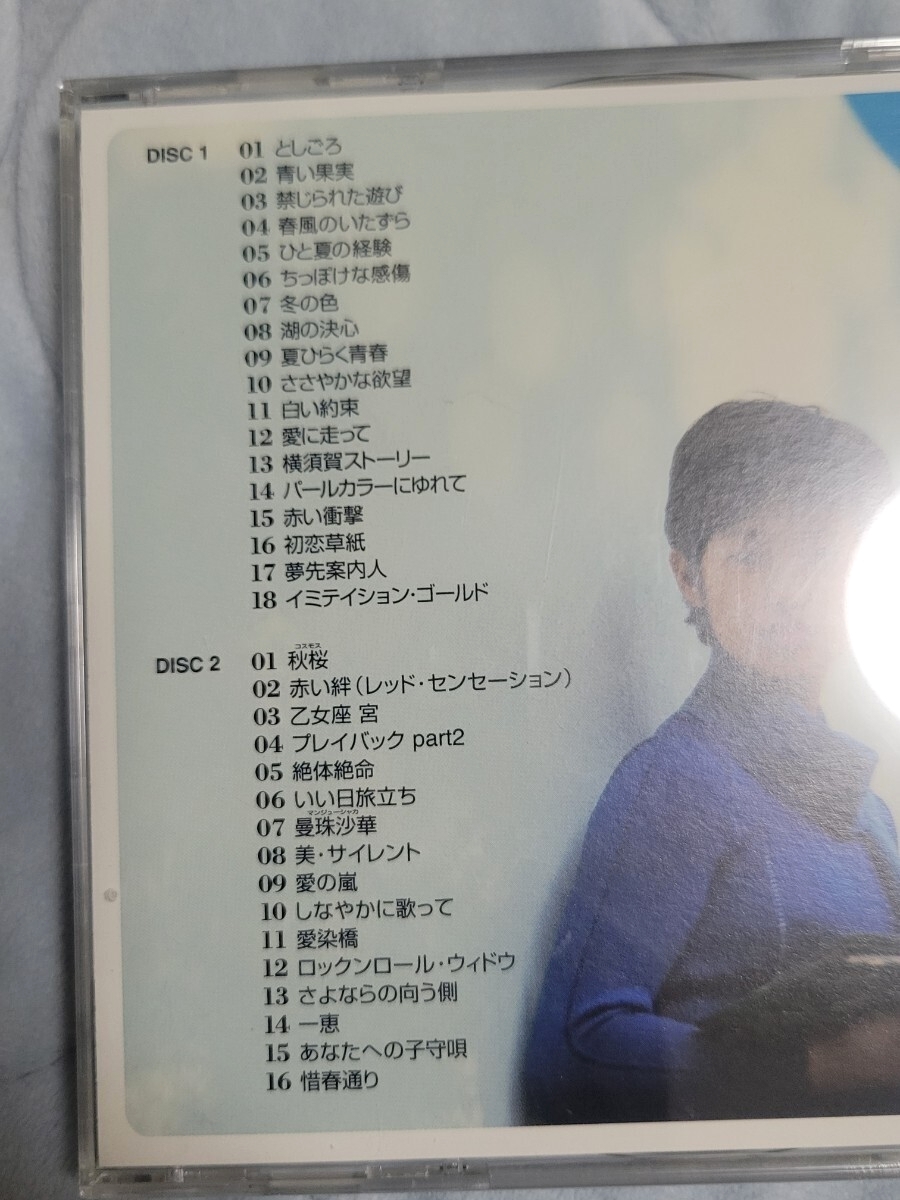 DISC 1 01 としごろ
02 青い果実
03 禁じられた遊び
04 春風のいたずら
05 ひと夏の経験
06 ちっぽけな感傷
07 冬の色
08 湖の決心
09 夏ひらく青春
10 ささやかな欲望
11 白い約束
12 愛に走って
13 横須賀ストーリー
14 パールカラーにゆれて
15 赤い衝撃
16 初恋草紙
17 夢先案内人
18 イミテイション・ゴールド
コスモス
DISC 2 01 秋桜
02 赤い絆(レッド・センセーション)
03 乙女座 宮
04 プレイバック part2
05 絶体絶命
06 いい日旅立ち
マンジューシャカ
07 曼珠沙華
08 美・サイレント
09 愛の嵐
10 しなやかに歌って
11 愛染橋
12 ロックンロール・ウィドウ
13 さよならの向う側
14 一恵
15 あなたへの子守唄
16 惜春通り